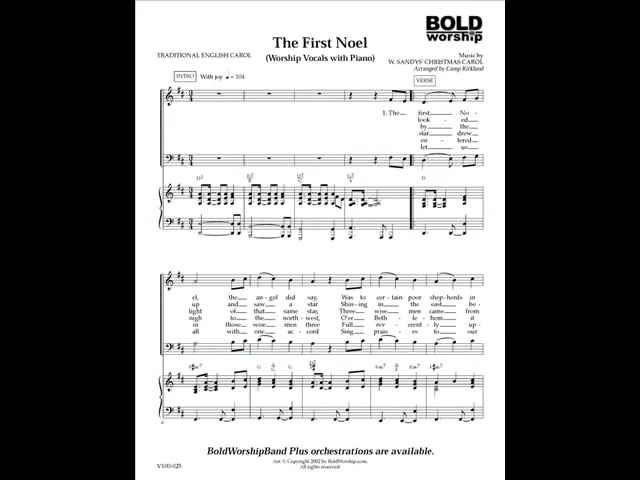 BOLD
worship
The First Noel
(Worship Vocals with Piano)
TRADITIONAL ENGLISH CAROL
Music by
W. SANDYS' CHRISTMAS CAROL
Arranged by Camp Kirkland
INTRO
With joy ♩= 104
VERSE
1. The first No-
look - ed
by the
star drew
en - tered
let us
D
el, the an - gel did say, Was to cer - tain poor shep - herds in
up and saw a star Shin - ing in the east be-
light of that same star, Three wise men came from
nigh to the north - west, O'er Beth - le - hem it
in those wise men three Full rev - er - ent - ly up-
all with one ac - cord Sing prais - es to our
BoldWorshipBand Plus orchestrations are available.
Arr. © Copyright 2002 by BoldWorship.com.
All rights reserved.
V100-025